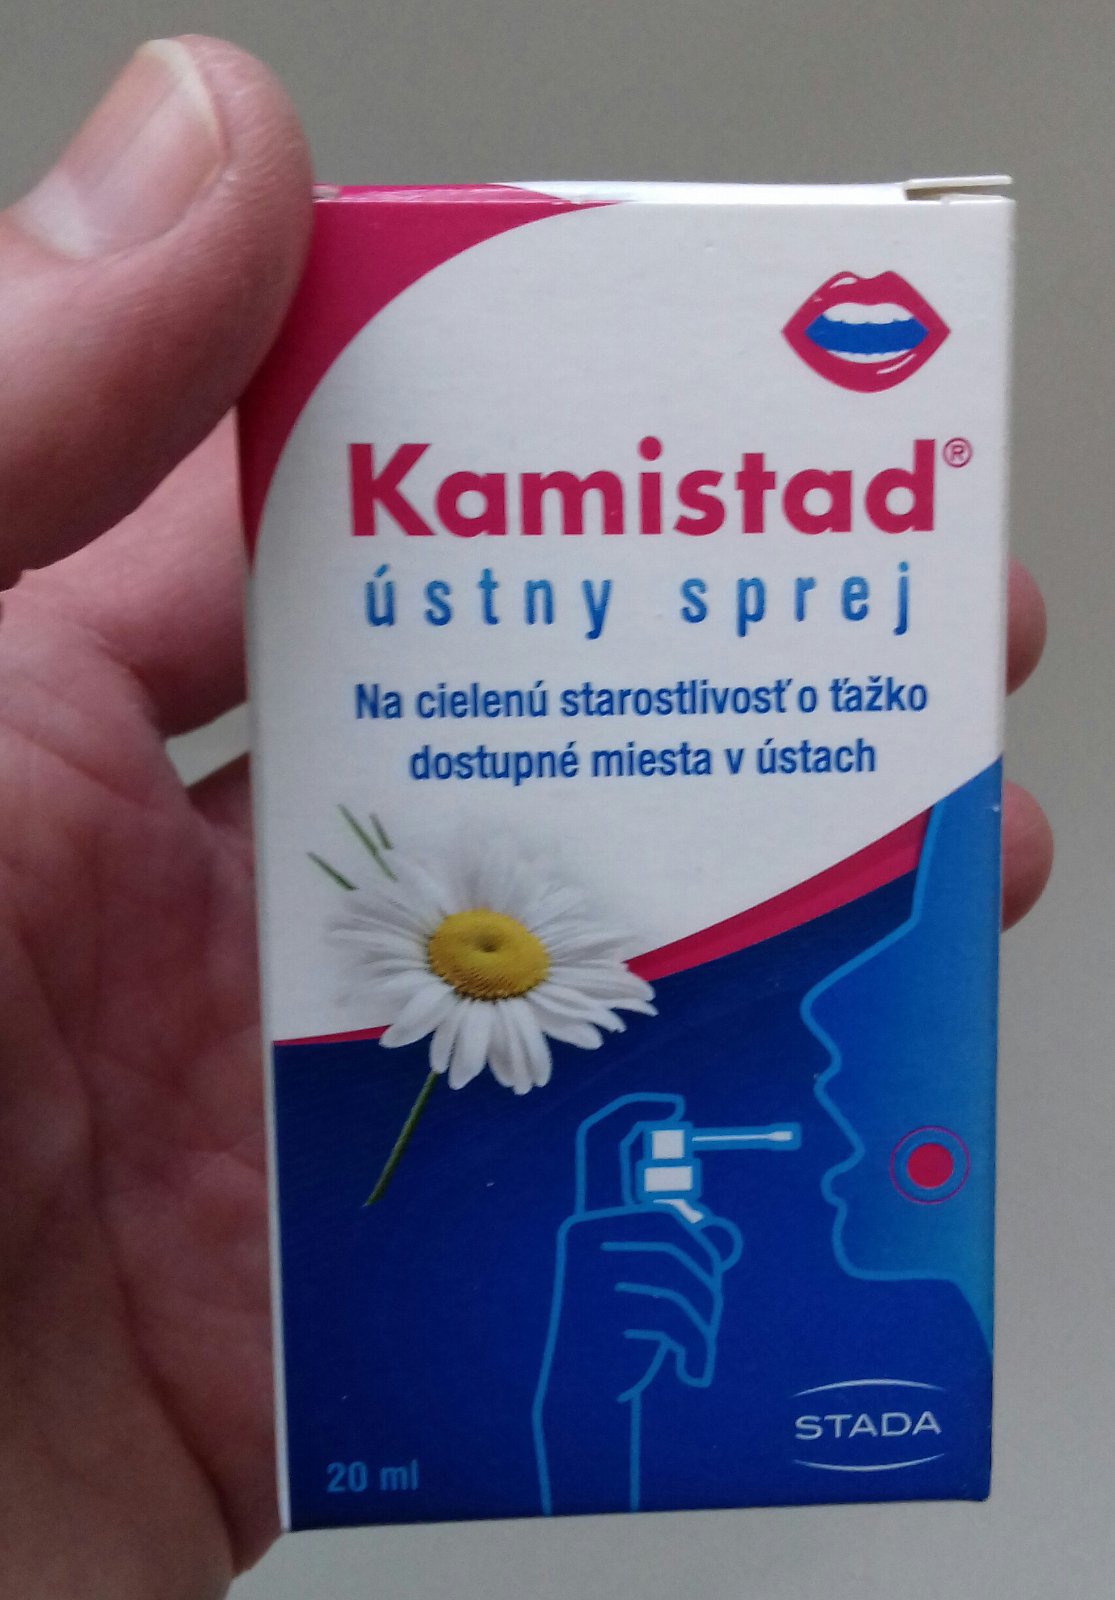 Kamistad®
ústny sprej
Na cielenú starostlivosť o ťažko
dostupné miesta v ústach
STADA
20 ml